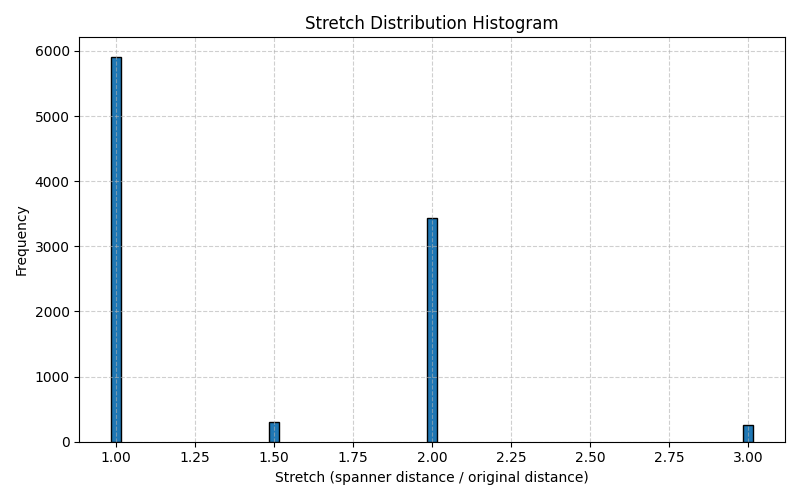 Stretch Distribution Histogram
Frequency
6000
5000
4000
3000
2000
1000
0
1.00 1.25 1.50 1.75 2.00 2.25 2.50 2.75 3.00
Stretch (spanner distance / original distance)